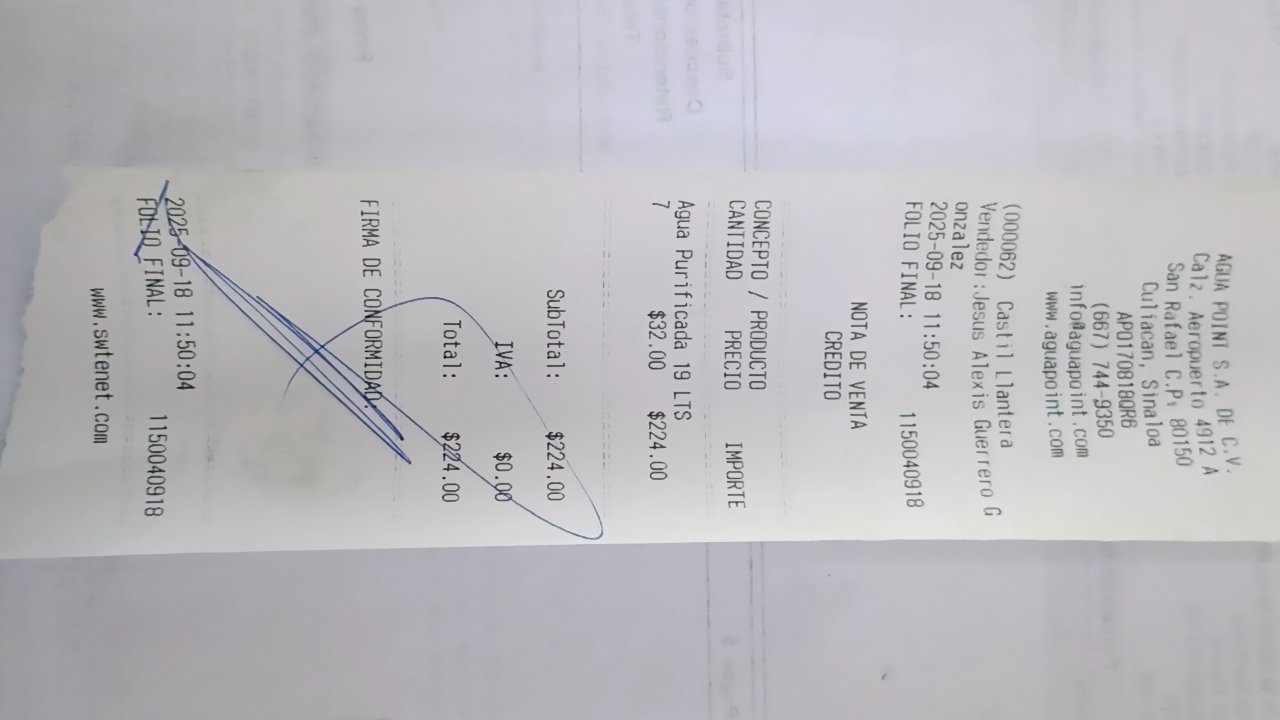 AGUA POINT S.A. DE C.V.
Calz. Aeropuerto 4912 A
San Rafael C.P. 80150
Culiacan, Sinaloa
APO170818QR6
(667) 744-9350
info@aguapoint.com
www.aguapoint.com
(000062) Castil Llantera
Vendedor:Jesus Alexis Guerrero G
onzalez
2025-09-18 11:50:04
FOLIO FINAL: 1150040918
NOTA DE VENTA
CREDITO
CONCEPTO / PRODUCTO
CANTIDAD PRECIO IMPORTE
Agua Purificada 19 LTS
7 $32.00 $224.00
SubTotal: $224.00
IVA: $0.00
Total: $224.00
FIRMA DE CONFORMIDAD:
2025-09-18 11:50:04
FOLIO FINAL: 1150040918
www.swtenet.com